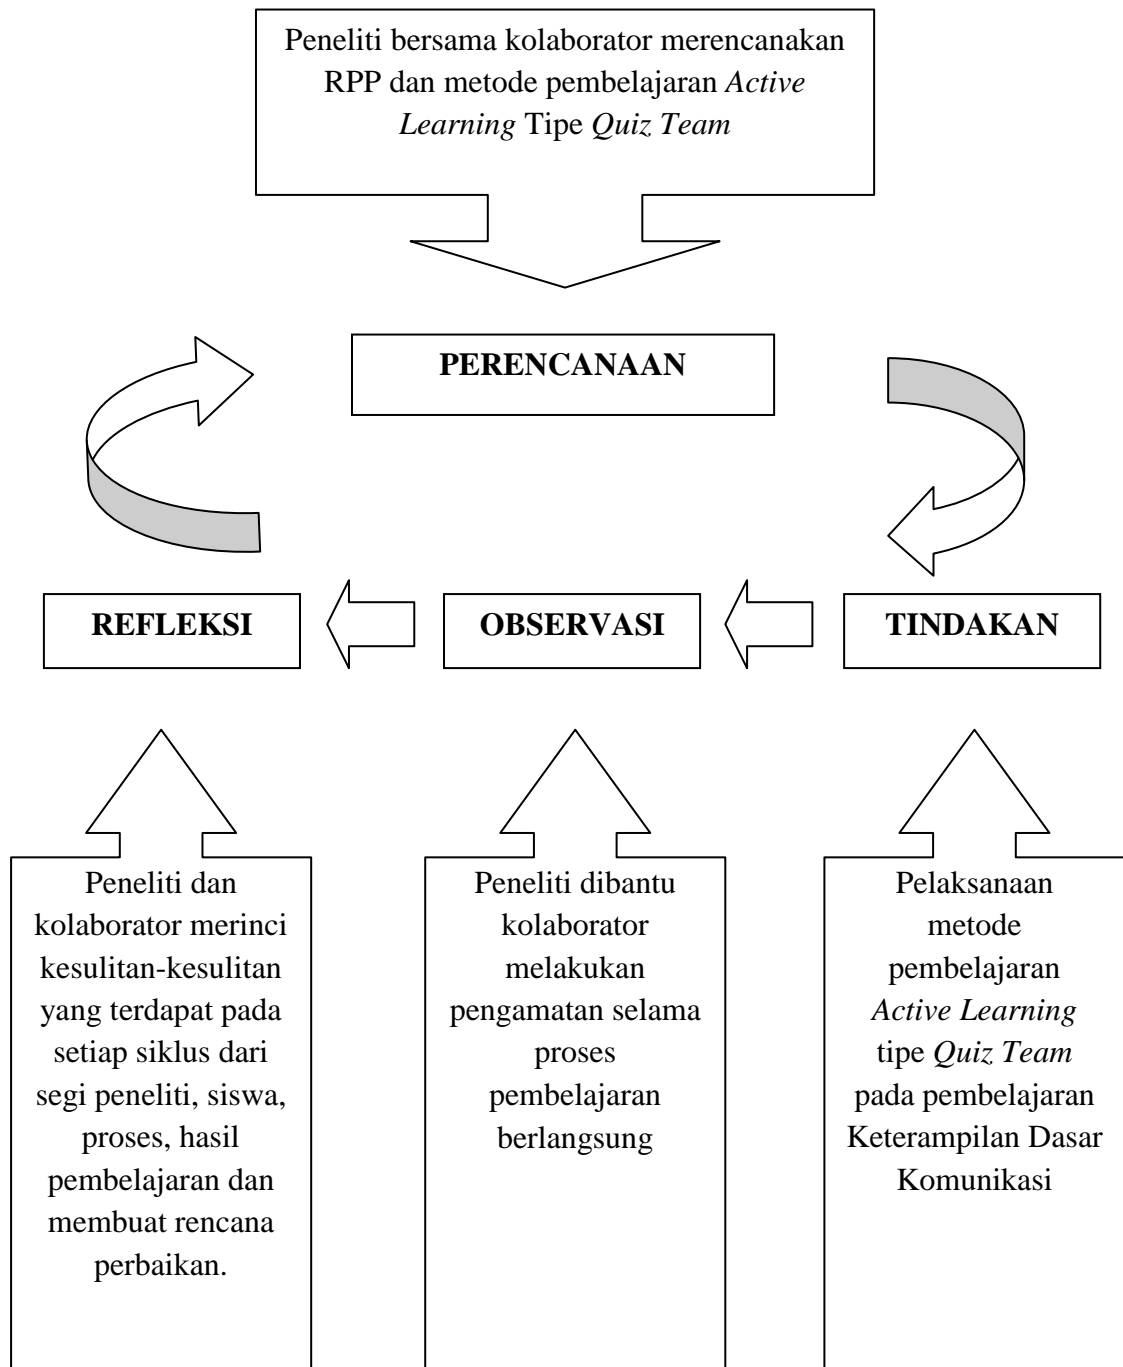 Peneliti bersama kolaborator merencanakan
RPP dan metode pembelajaran Active
Learning Tipe Quiz Team
PERENCANAAN
REFLEKSI
OBSERVASI
TINDAKAN
Peneliti dan
kolaborator merinci
kesulitan-kesulitan
yang terdapat pada
setiap siklus dari
segi peneliti, siswa,
proses, hasil
pembelajaran dan
membuat rencana
perbaikan.
Peneliti dibantu
kolaborator
melakukan
pengamatan selama
proses
pembelajaran
berlangsung
Pelaksanaan
metode
pembelajaran
Active Learning
tipe Quiz Team
pada pembelajaran
Keterampilan Dasar
Komunikasi